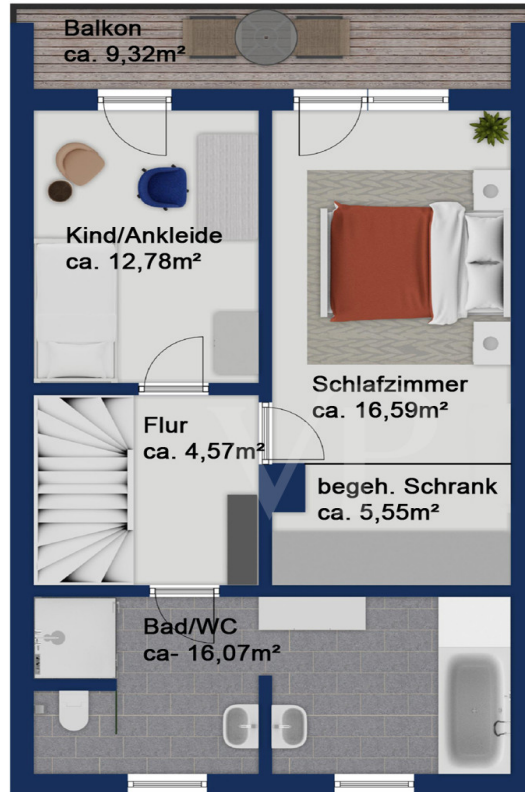 Balkon
ca. 9,32m²
Kind/Ankleide
ca. 12,78m²
Schlafzimmer
ca. 16,59m²
Flur
ca. 4,57m²
begeh. Schrank
ca. 5,55m²
VP
Bad/WC
ca- 16,07m²